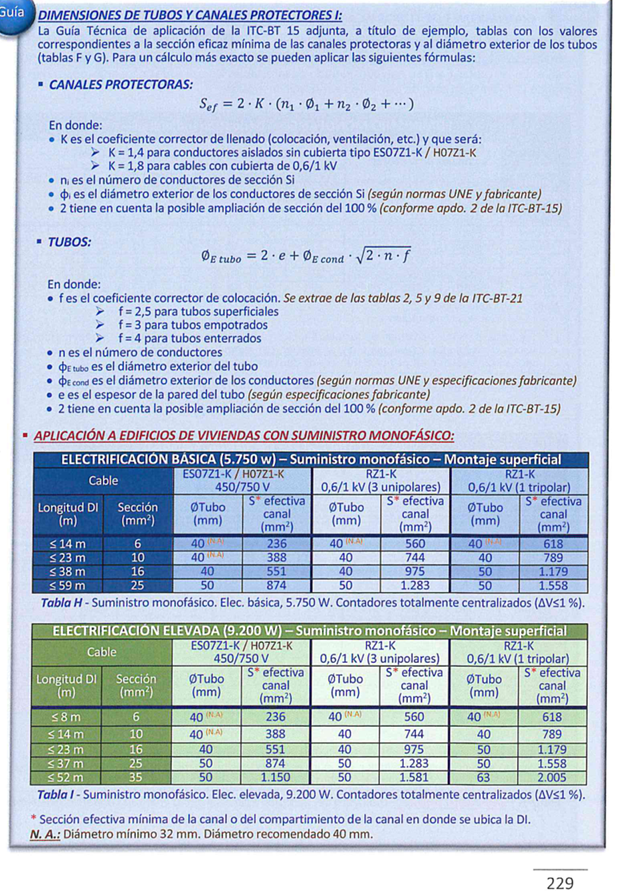 Guía
DIMENSIONES DE TUBOS Y CANALES PROTECTORES I:
La Guía Técnica de aplicación de la ITC-BT 15 adjunta, a título de ejemplo, tablas con los valores
correspondientes a la sección eficaz mínima de las canales protectoras y al diámetro exterior de los tubos
(tablas F y G). Para un cálculo más exacto se pueden aplicar las siguientes fórmulas:
▪ CANALES PROTECTORAS:
S_ef = 2 · K · (n₁ · Ø₁ + n₂ · Ø₂ + ⋯ )
En donde:
• K es el coeficiente corrector de llenado (colocación, ventilación, etc.) y que será:
➢ K = 1,4 para conductores aislados sin cubierta tipo ES07Z1-K / H07Z1-K
➢ K = 1,8 para cables con cubierta de 0,6/1 kV
• nᵢ es el número de conductores de sección Si
• ɸᵢ es el diámetro exterior de los conductores de sección Si (según normas UNE y fabricante)
• 2 tiene en cuenta la posible ampliación de sección del 100 % (conforme apdo. 2 de la ITC-BT-15)
▪ TUBOS:
Ø_E tubo = 2 · e + Ø_E cond · √2 · n · f
En donde:
• f es el coeficiente corrector de colocación. Se extrae de las tablas 2, 5 y 9 de la ITC-BT-21
➢ f = 2,5 para tubos superficiales
➢ f = 3 para tubos empotrados
➢ f = 4 para tubos enterrados
• n es el número de conductores
• ɸE tubo es el diámetro exterior del tubo
• ɸE cond es el diámetro exterior de los conductores (según normas UNE y especificaciones fabricante)
• e es el espesor de la pared del tubo (según especificaciones fabricante)
• 2 tiene en cuenta la posible ampliación de sección del 100 % (conforme apdo. 2 de la ITC-BT-15)
▪ APLICACIÓN A EDIFICIOS DE VIVIENDAS CON SUMINISTRO MONOFÁSICO:
ELECTRIFICACIÓN BÁSICA (5.750 w) – Suministro monofásico – Montaje superficial
Cable ES07Z1-K / H07Z1-K 450/750 V RZ1-K 0,6/1 kV (3 unipolares) RZ1-K 0,6/1 kV (1 tripolar)
Longitud DI (m) Sección (mm²) ØTubo (mm) S* efectiva canal (mm²) ØTubo (mm) S* efectiva canal (mm²) ØTubo (mm) S* efectiva canal (mm²)
≤ 14 m 6 40 (N.A) 236 40 (N.A) 560 40 (N.A) 618
≤ 23 m 10 40 (N.A) 388 40 744 40 789
≤ 38 m 16 40 551 40 975 50 1.179
≤ 59 m 25 50 874 50 1.283 50 1.558
Tabla H - Suministro monofásico. Elec. básica, 5.750 W. Contadores totalmente centralizados (ΔV≤1 %).
ELECTRIFICACIÓN ELEVADA (9.200 W) – Suministro monofásico – Montaje superficial
Cable ES07Z1-K / H07Z1-K 450/750 V RZ1-K 0,6/1 kV (3 unipolares) RZ1-K 0,6/1 kV (1 tripolar)
Longitud DI (m) Sección (mm²) ØTubo (mm) S* efectiva canal (mm²) ØTubo (mm) S* efectiva canal (mm²) ØTubo (mm) S* efectiva canal (mm²)
≤ 8 m 6 40 (N.A) 236 40 (N.A) 560 40 (N.A) 618
≤ 14 m 10 40 (N.A) 388 40 744 40 789
≤ 23 m 16 40 551 40 975 50 1.179
≤ 37 m 25 50 874 50 1.283 50 1.558
≤ 52 m 35 50 1.150 50 1.581 63 2.005
Tabla I - Suministro monofásico. Elec. elevada, 9.200 W. Contadores totalmente centralizados (ΔV≤1 %).
* Sección efectiva mínima de la canal o del compartimiento de la canal en donde se ubica la DI.
N. A.: Diámetro mínimo 32 mm. Diámetro recomendado 40 mm.
229